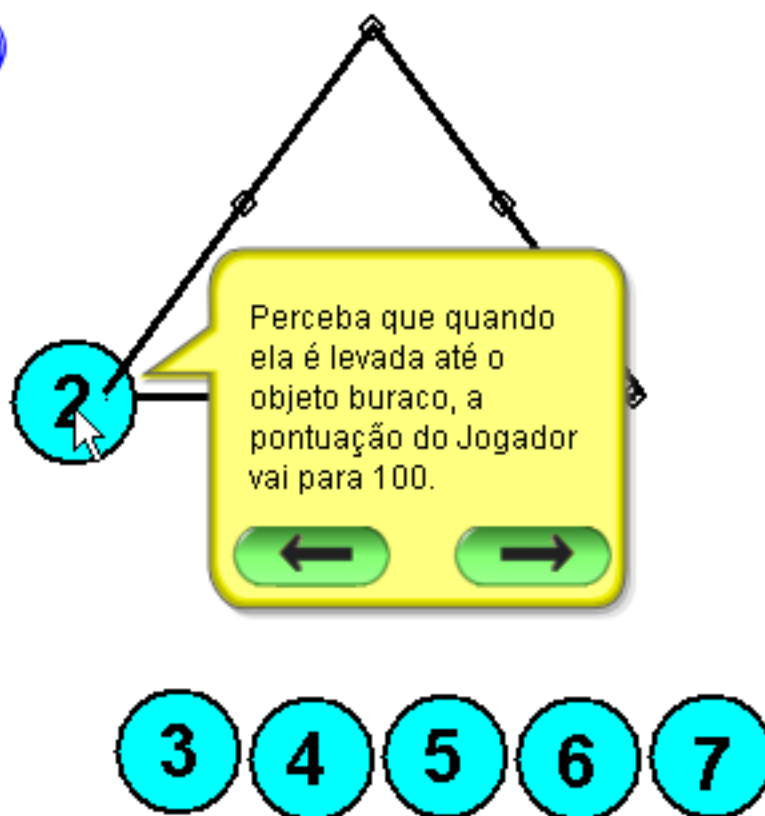 Perceba que quando
ela é levada até o
objeto buraco, a
pontuação do Jogador
vai para 100.
2
3 4 5 6 7